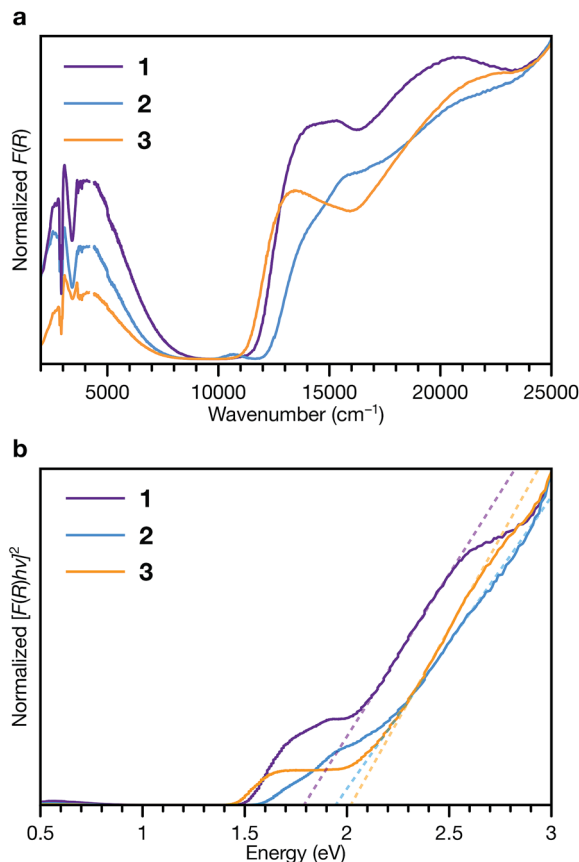 a
Normalized F(R)
1
2
3
5000 10000 15000 20000 25000
Wavenumber (cm⁻¹)
b
Normalized [F(R)hν]²
1
2
3
0.5 1 1.5 2 2.5 3
Energy (eV)